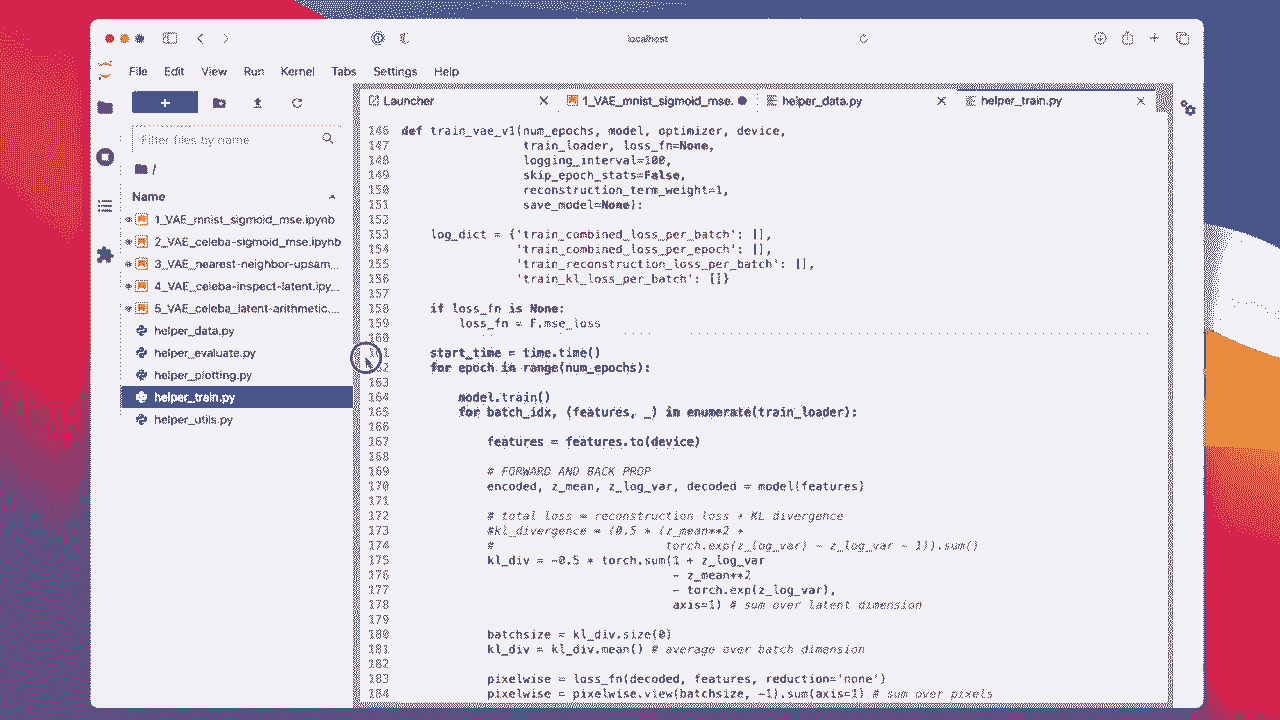 localhost
File Edit View Run Kernel Tabs Settings Help
Launcher
1_VAE_mnist_sigmoid_mse.
helper_data.py
helper_train.py
Filter files by name
/
Name
1_VAE_mnist_sigmoid_mse.ipynb
2_VAE_celeba-sigmoid_mse.ipynb
3_VAE_nearest-neighbor-upsam...
4_VAE_celeba-inspect-latent.ipy...
5_VAE_celeba_latent-arithmetic....
helper_data.py
helper_evaluate.py
helper_plotting.py
helper_train.py
helper_utils.py
146 def train_vae_v1(num_epochs, model, optimizer, device,
147 train_loader, loss_fn=None,
148 logging_interval=100,
149 skip_epoch_stats=False,
150 reconstruction_term_weight=1,
151 save_model=None):
152
153 log_dict = {'train_combined_loss_per_batch': [],
154 'train_combined_loss_per_epoch': [],
155 'train_reconstruction_loss_per_batch': [],
156 'train_kl_loss_per_batch': []}
157
158 if loss_fn is None:
159 loss_fn = F.mse_loss
160
161 start_time = time.time()
162 for epoch in range(num_epochs):
163
164 model.train()
165 for batch_idx, (features, _) in enumerate(train_loader):
166
167 features = features.to(device)
168
169 # FORWARD AND BACK PROP
170 encoded, z_mean, z_log_var, decoded = model(features)
171
172 # total loss = reconstruction loss + KL divergence
173 #kl_divergence = (0.5 * (z_mean**2 +
174 # torch.exp(z_log_var) - z_log_var - 1)).sum()
175 kl_div = -0.5 * torch.sum(1 + z_log_var
176 - z_mean**2
177 - torch.exp(z_log_var),
178 axis=1) # sum over latent dimension
179
180 batchsize = kl_div.size(0)
181 kl_div = kl_div.mean() # average over batch dimension
182
183 pixelwise = loss_fn(decoded, features, reduction='none')
184 pixelwise = pixelwise.view(batchsize, -1).sum(axis=1) # sum over pixels